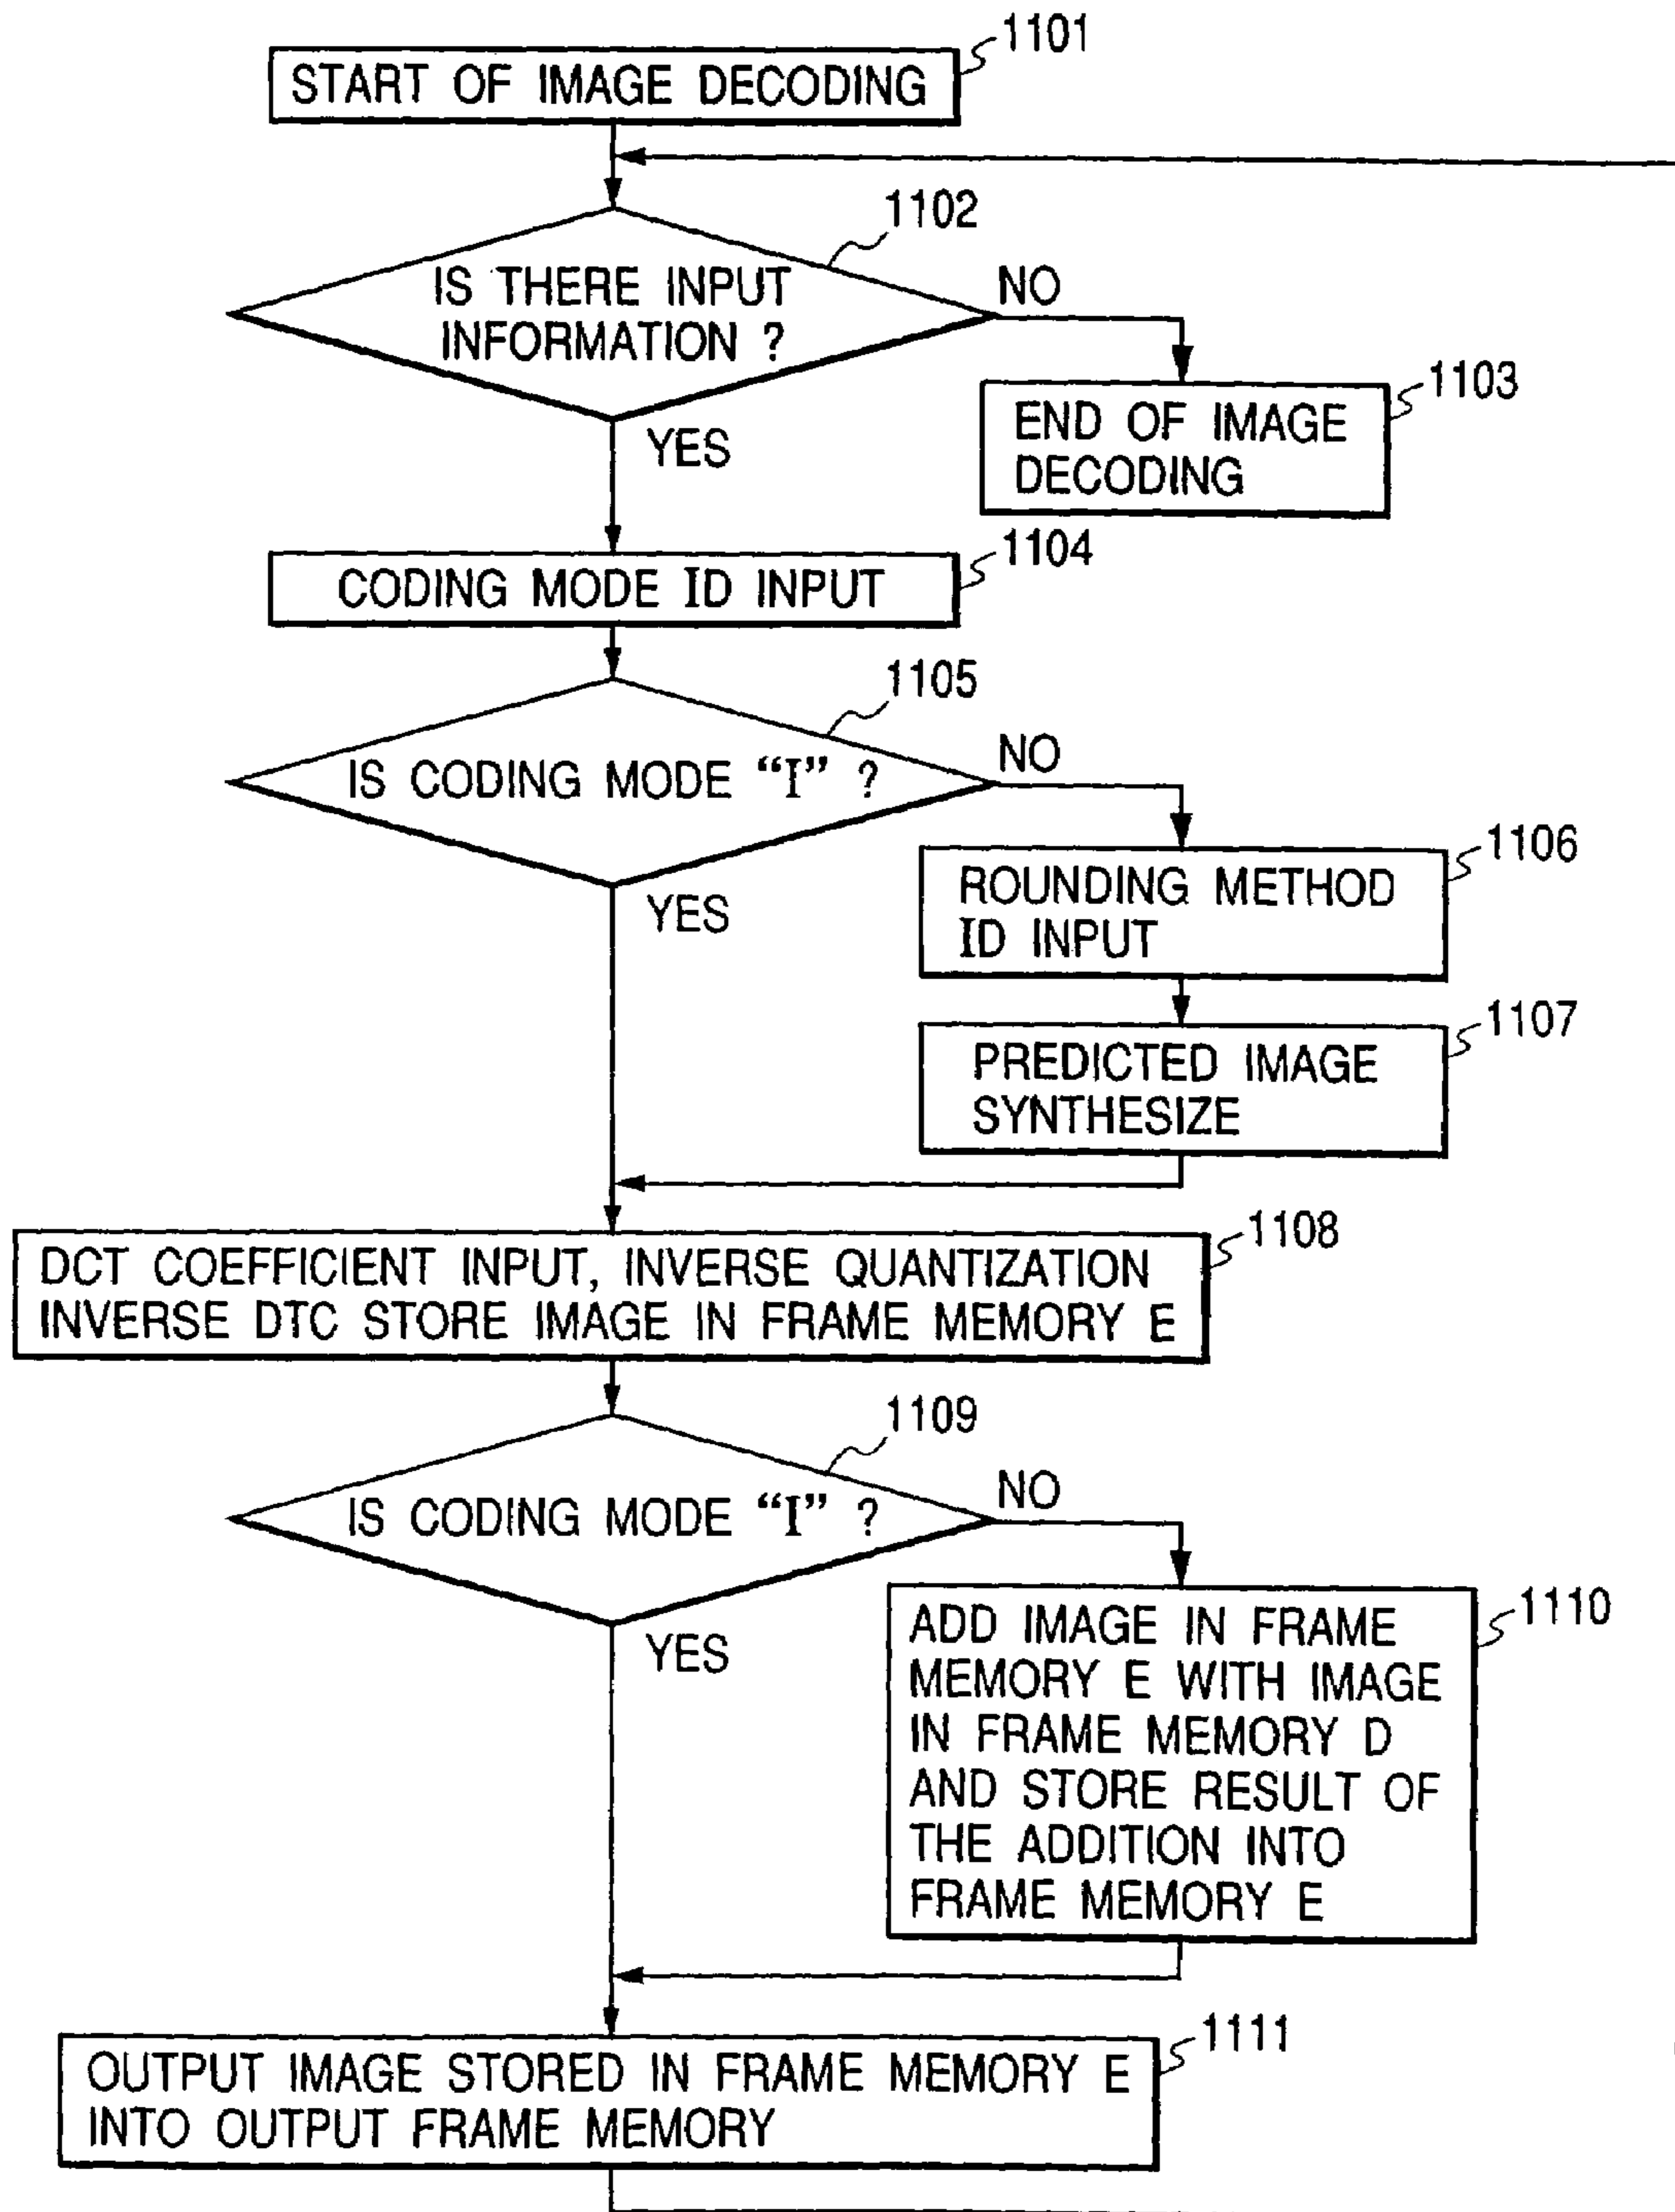 1101
START OF IMAGE DECODING
1102
IS THERE INPUT
INFORMATION ?
NO
YES
1103
END OF IMAGE
DECODING
1104
CODING MODE ID INPUT
1105
IS CODING MODE “I” ?
NO
YES
1106
ROUNDING METHOD
ID INPUT
1107
PREDICTED IMAGE
SYNTHESIZE
1108
DCT COEFFICIENT INPUT, INVERSE QUANTIZATION
INVERSE DTC STORE IMAGE IN FRAME MEMORY E
1109
IS CODING MODE “I” ?
NO
YES
1110
ADD IMAGE IN FRAME
MEMORY E WITH IMAGE
IN FRAME MEMORY D
AND STORE RESULT OF
THE ADDITION INTO
FRAME MEMORY E
1111
OUTPUT IMAGE STORED IN FRAME MEMORY E
INTO OUTPUT FRAME MEMORY